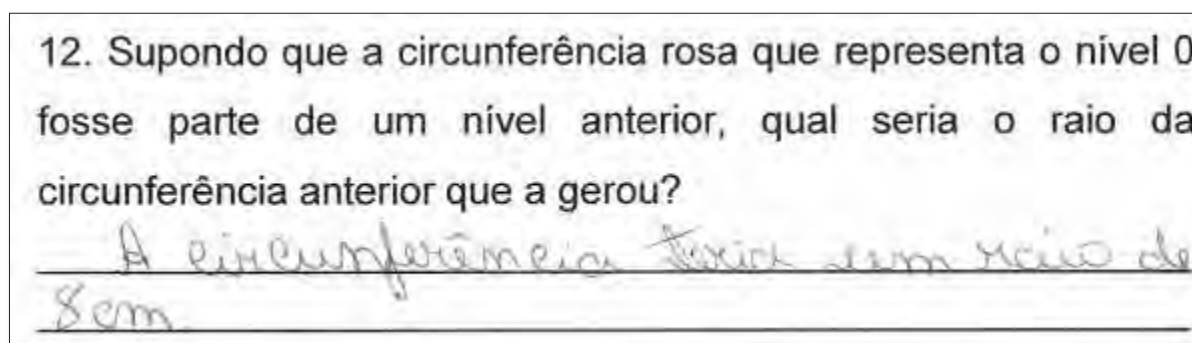 12. Supondo que a circunferência rosa que representa o nível 0
fosse parte de um nível anterior, qual seria o raio da
circunferência anterior que a gerou?
A circunferência teria um raio de
8cm